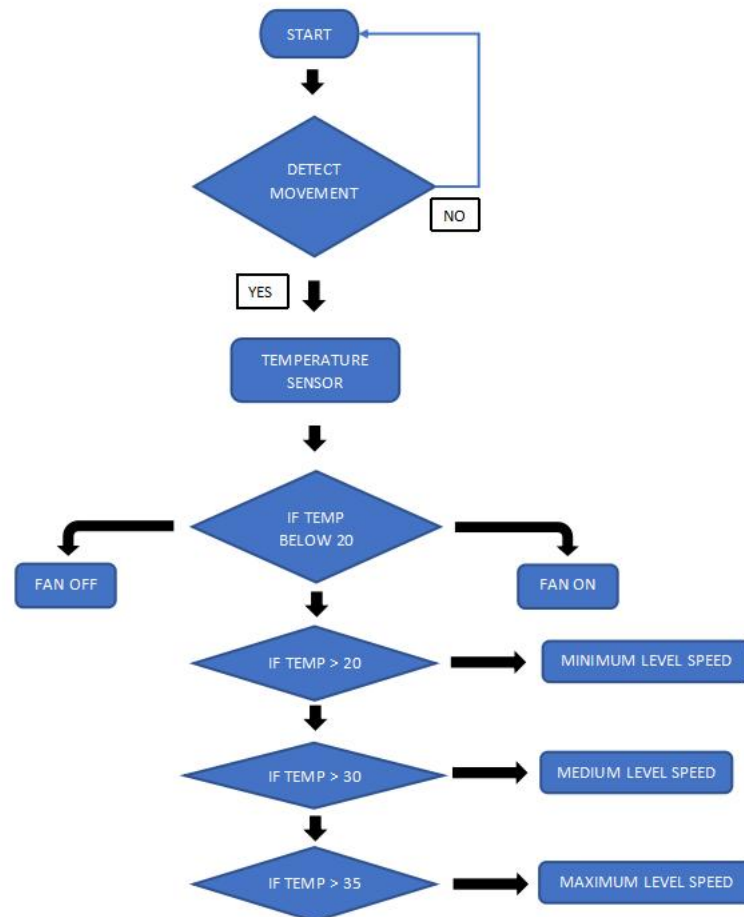 START
DETECT
MOVEMENT
NO
YES
TEMPERATURE
SENSOR
IF TEMP
BELOW 20
FAN OFF
FAN ON
IF TEMP > 20
MINIMUM LEVEL SPEED
IF TEMP > 30
MEDIUM LEVEL SPEED
IF TEMP > 35
MAXIMUM LEVEL SPEED